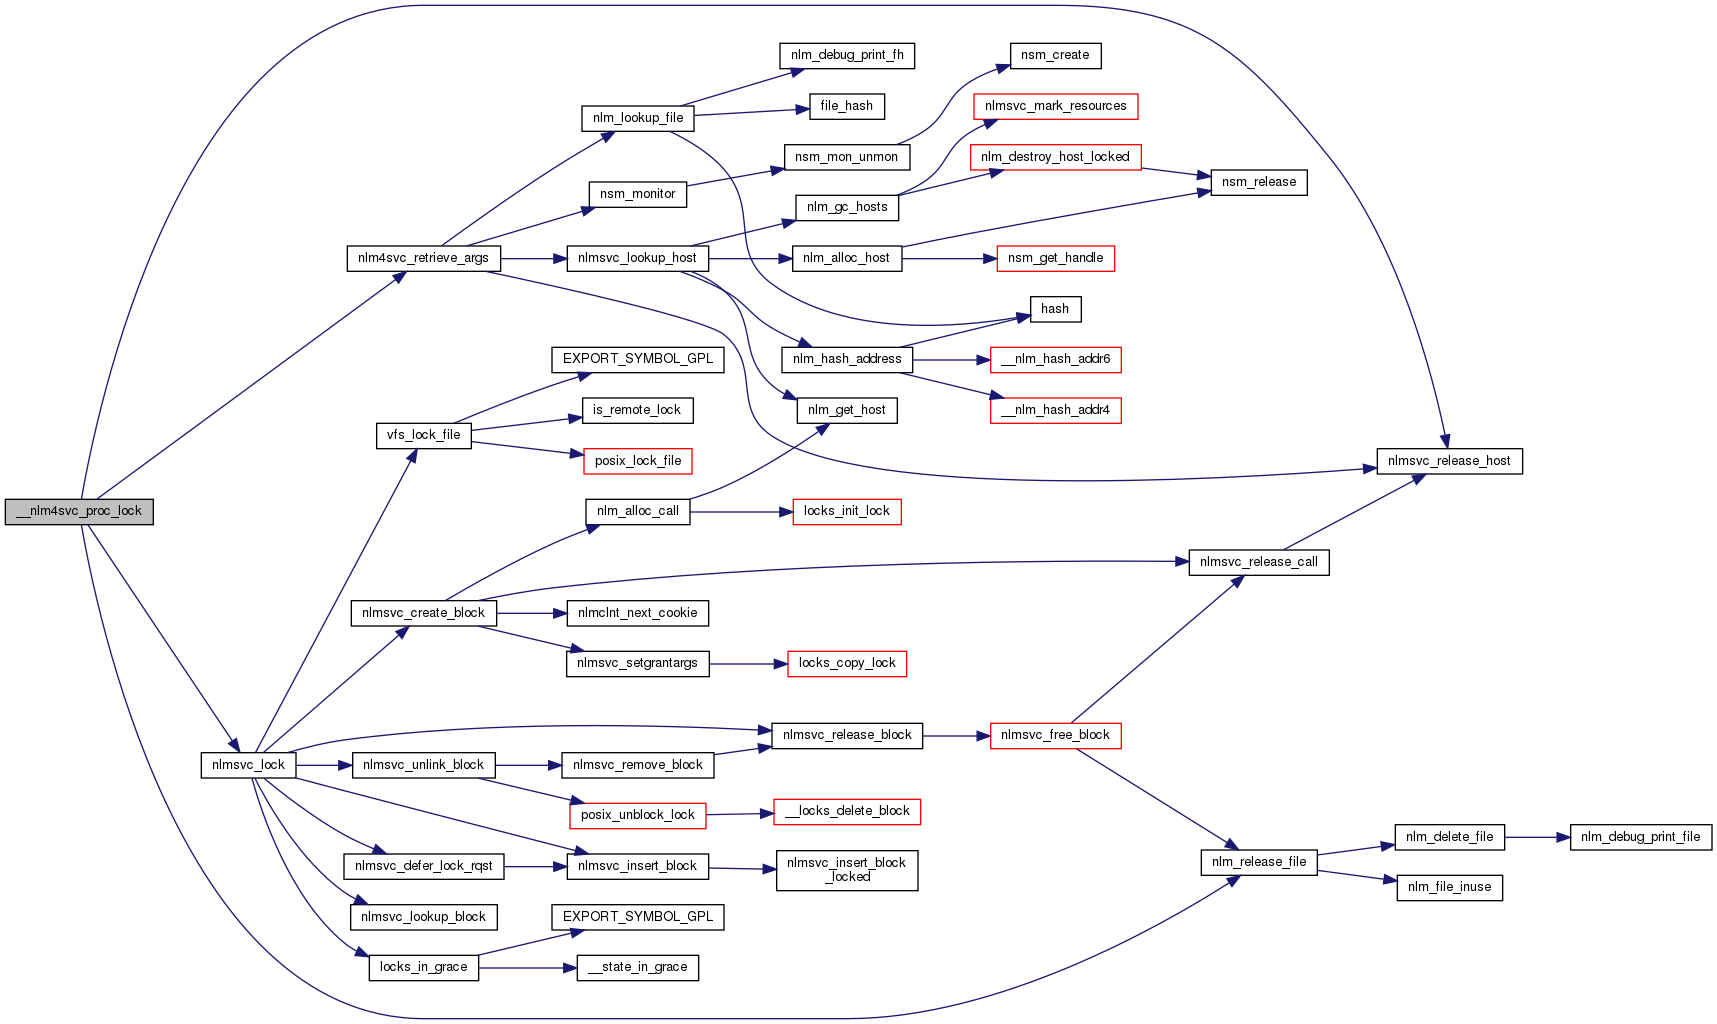 nlm_debug_print_fh
nsm_create
file_hash
nlmsvc_mark_resources
nlm_lookup_file
nsm_mon_unmon
nlm_destroy_host_locked
nsm_release
nsm_monitor
nlm_gc_hosts
nlm4svc_retrieve_args
nlmsvc_lookup_host
nlm_alloc_host
nsm_get_handle
hash
EXPORT_SYMBOL_GPL
nlm_hash_address
__nlm_hash_addr6
is_remote_lock
nlm_get_host
__nlm_hash_addr4
vfs_lock_file
posix_lock_file
nlmsvc_release_host
__nlm4svc_proc_lock
nlm_alloc_call
locks_init_lock
nlmsvc_release_call
nlmsvc_create_block
nlmclnt_next_cookie
nlmsvc_setgrantargs
locks_copy_lock
nlmsvc_release_block
nlmsvc_free_block
nlmsvc_lock
nlmsvc_unlink_block
nlmsvc_remove_block
posix_unblock_lock
__locks_delete_block
nlm_delete_file
nlm_debug_print_file
nlmsvc_defer_lock_rqst
nlmsvc_insert_block
nlmsvc_insert_block
_locked
nlm_release_file
nlm_file_inuse
nlmsvc_lookup_block
EXPORT_SYMBOL_GPL
locks_in_grace
__state_in_grace